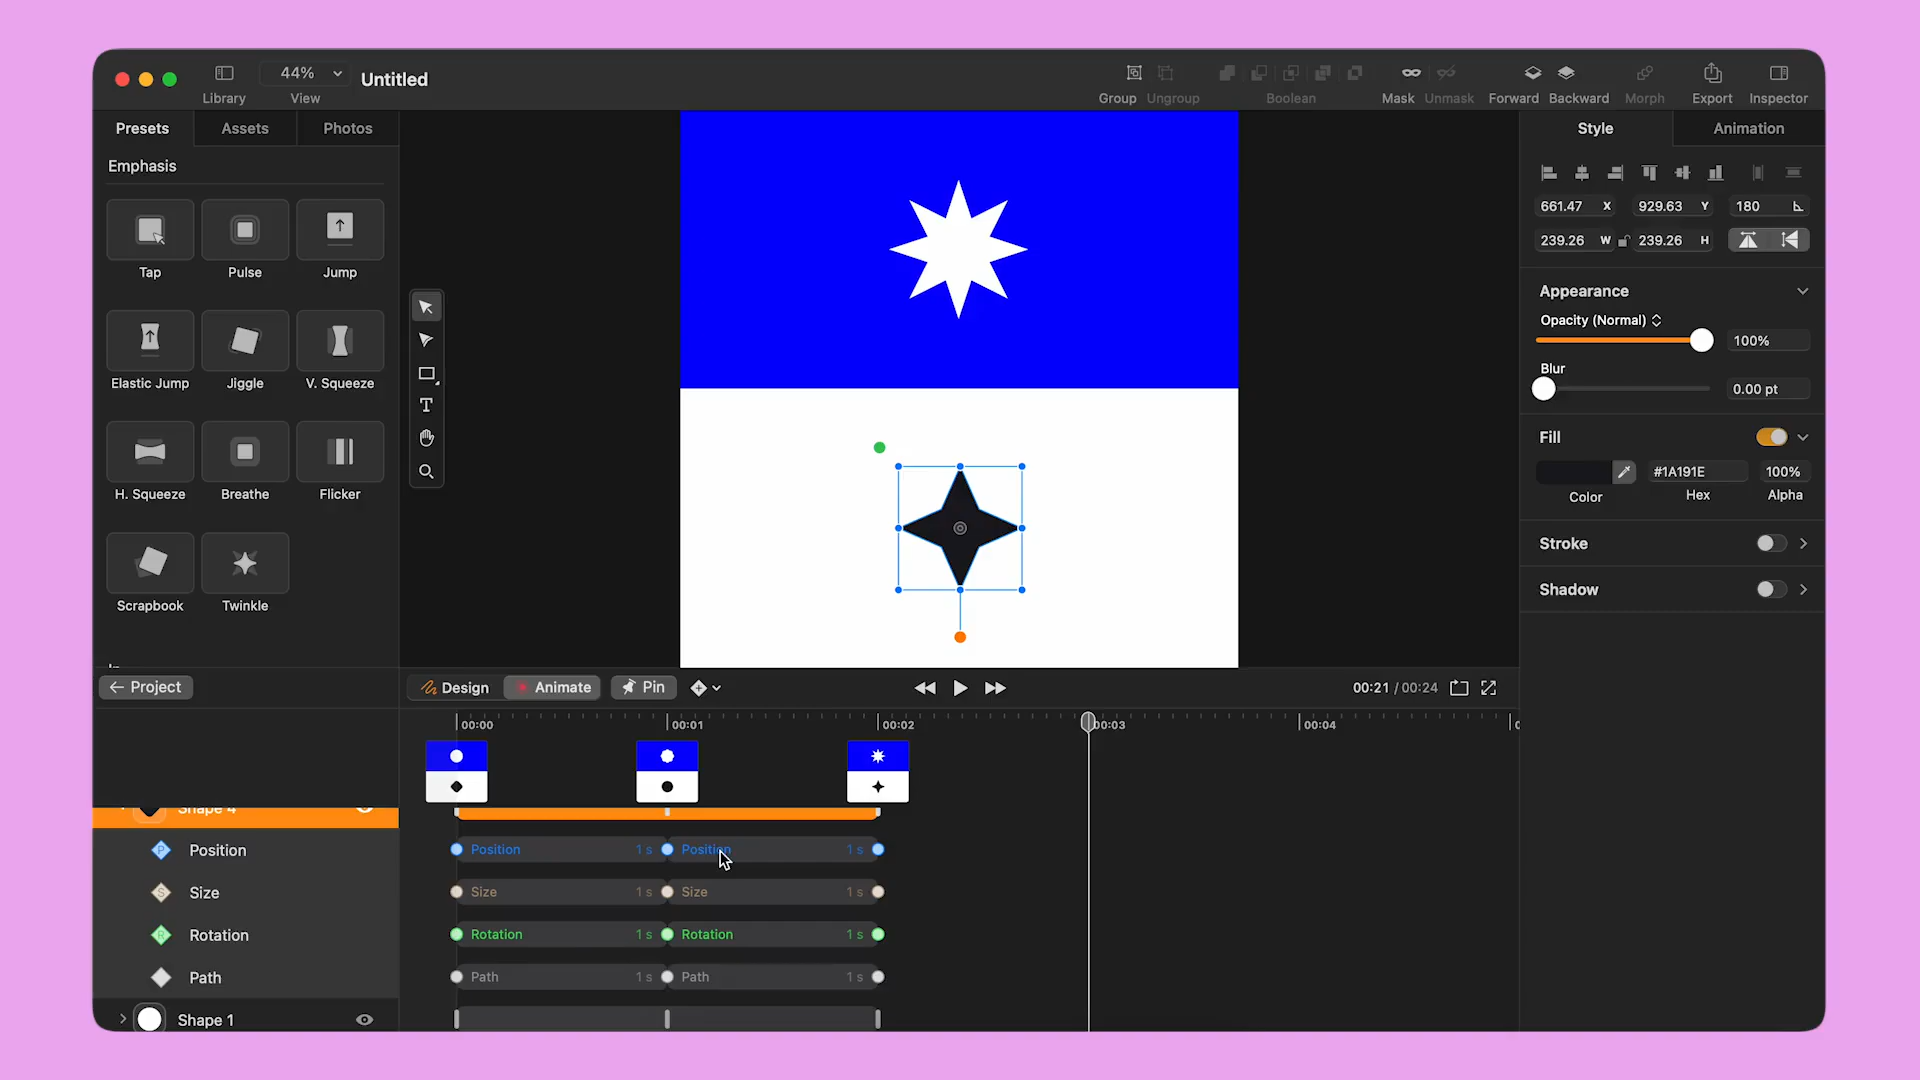 44%
Untitled
Library
View
Group
Ungroup
Boolean
Mask
Unmask
Forward
Backward
Morph
Export
Inspector
Presets
Assets
Photos
Style
Animation
Emphasis
Tap
Pulse
Jump
Elastic Jump
Jiggle
V. Squeeze
H. Squeeze
Breathe
Flicker
Scrapbook
Twinkle
661.47 X
929.63 Y
180
239.26 W
239.26 H
Appearance
Opacity (Normal)
100%
Blur
0.00 pt
Fill
#1A191E
100%
Color
Hex
Alpha
Stroke
Shadow
Project
Design
Animate
Pin
00:21 / 00:24
00:00
00:01
00:02
00:03
00:04
Shape 4
Position
Position 1 s
Position 1 s
Size
Size 1 s
Size 1 s
Rotation
Rotation 1 s
Rotation 1 s
Path
Path 1 s
Path 1 s
Shape 1